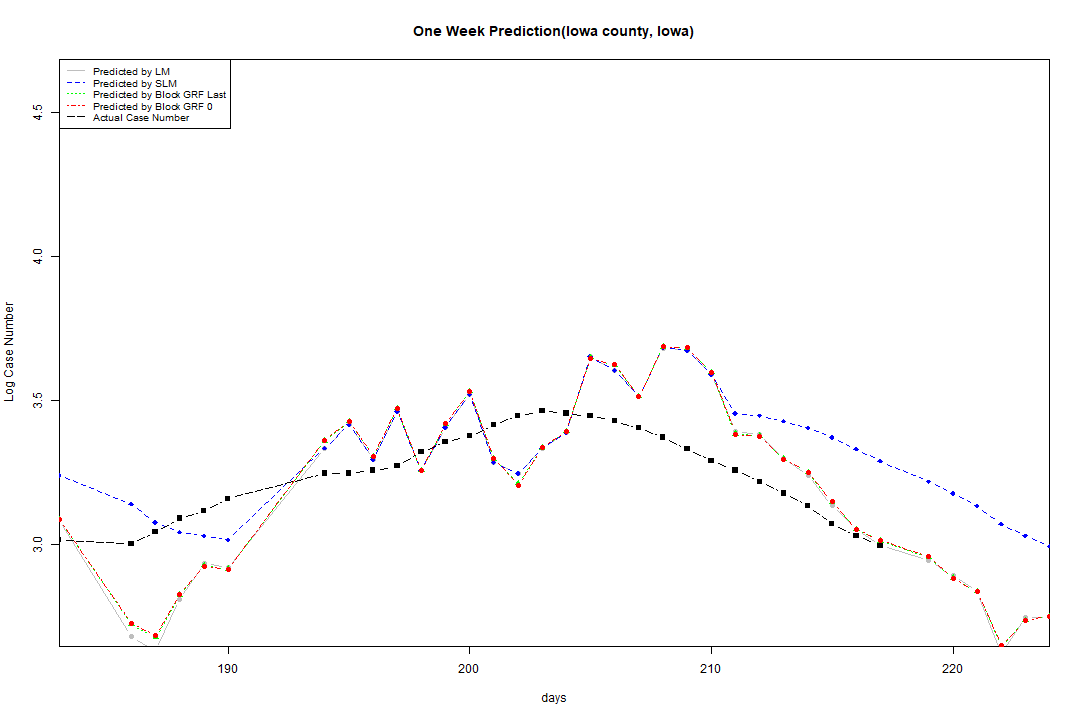 One Week Prediction(Iowa county, Iowa)
Predicted by LM
Predicted by SLM
Predicted by Block GRF Last
Predicted by Block GRF 0
Actual Case Number
4.5
4.0
3.5
3.0
Log Case Number
190
200
210
220
days